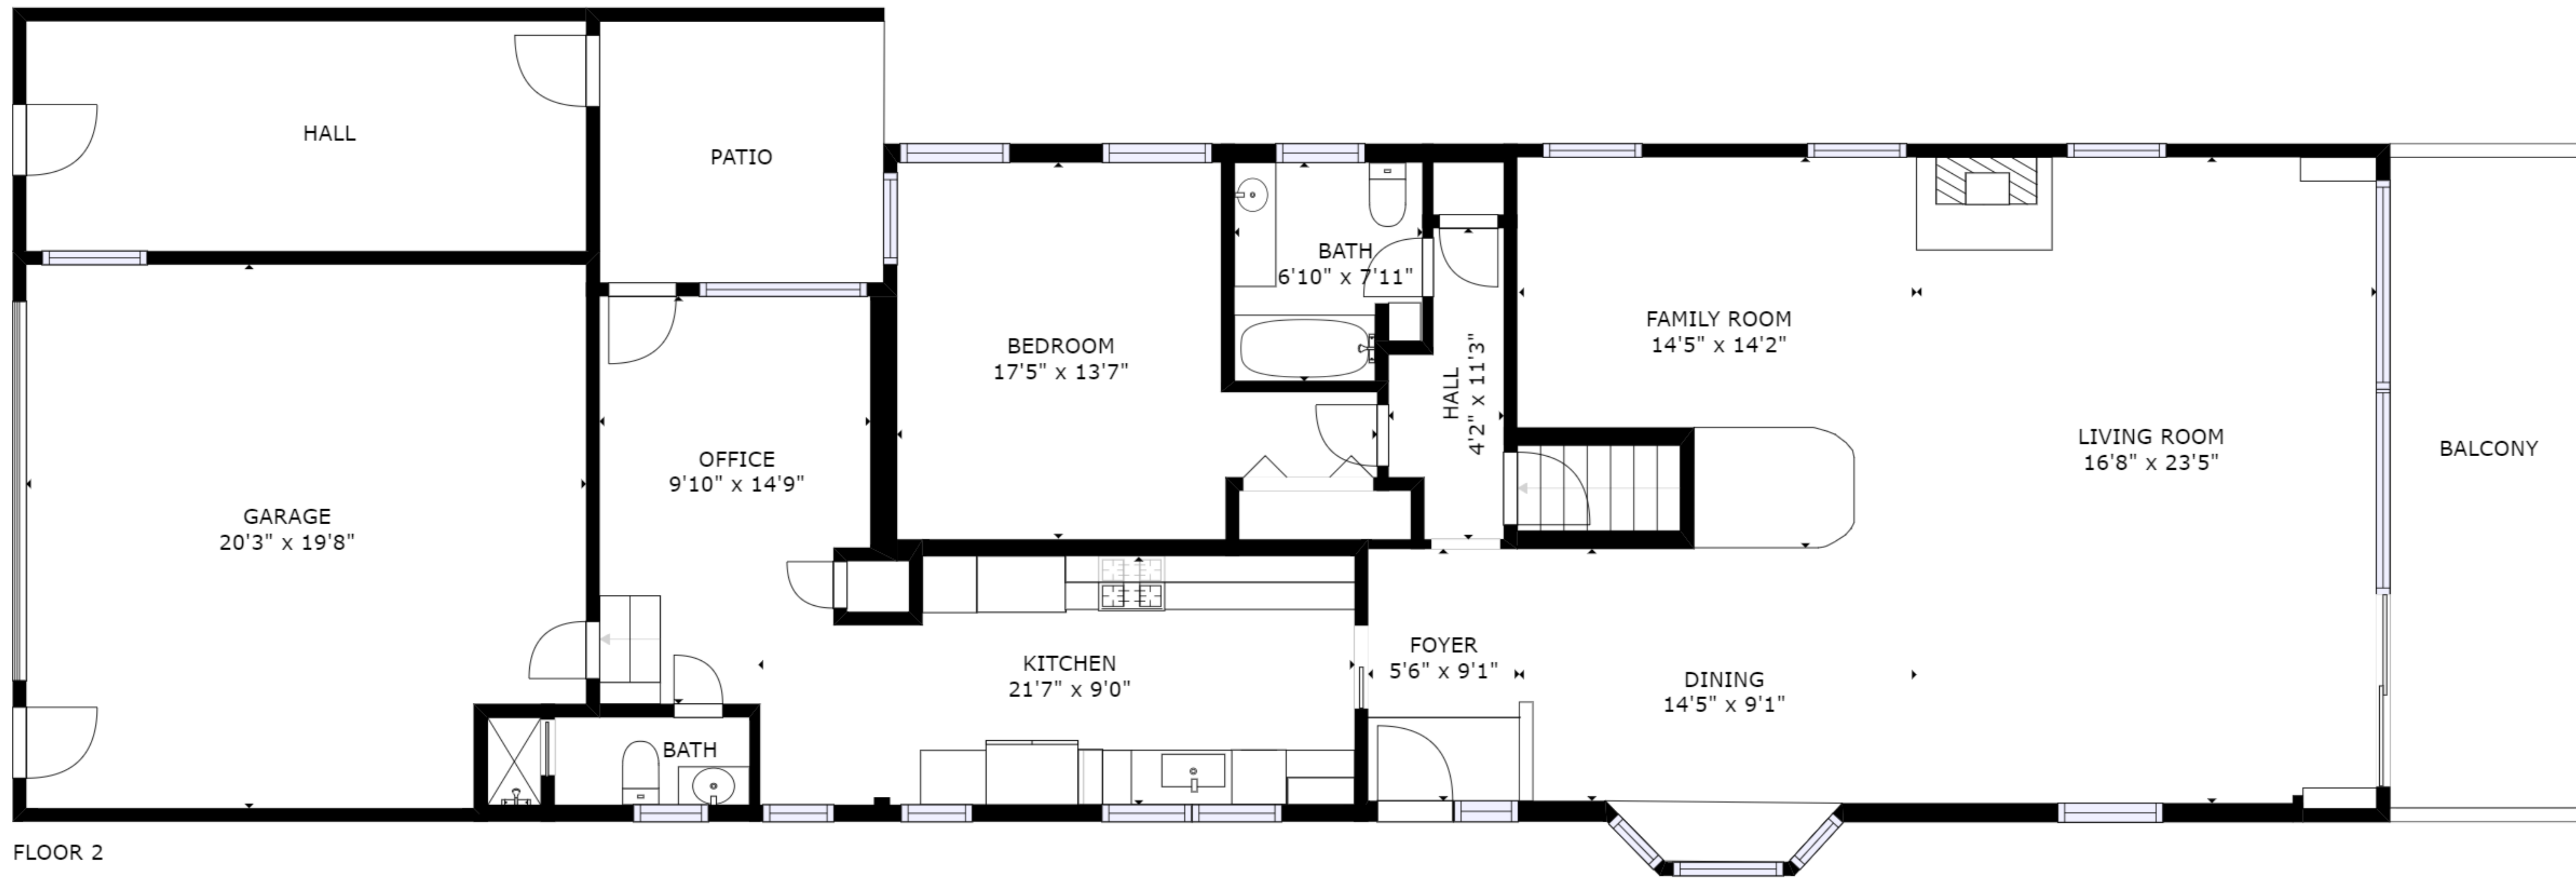 HALL
PATIO
BATH
6'10" x 7'11"
FAMILY ROOM
14'5" x 14'2"
BEDROOM
17'5" x 13'7"
HALL
4'2" x 11'3"
LIVING ROOM
16'8" x 23'5"
BALCONY
OFFICE
9'10" x 14'9"
GARAGE
20'3" x 19'8"
KITCHEN
21'7" x 9'0"
FOYER
5'6" x 9'1"
DINING
14'5" x 9'1"
BATH
FLOOR 2